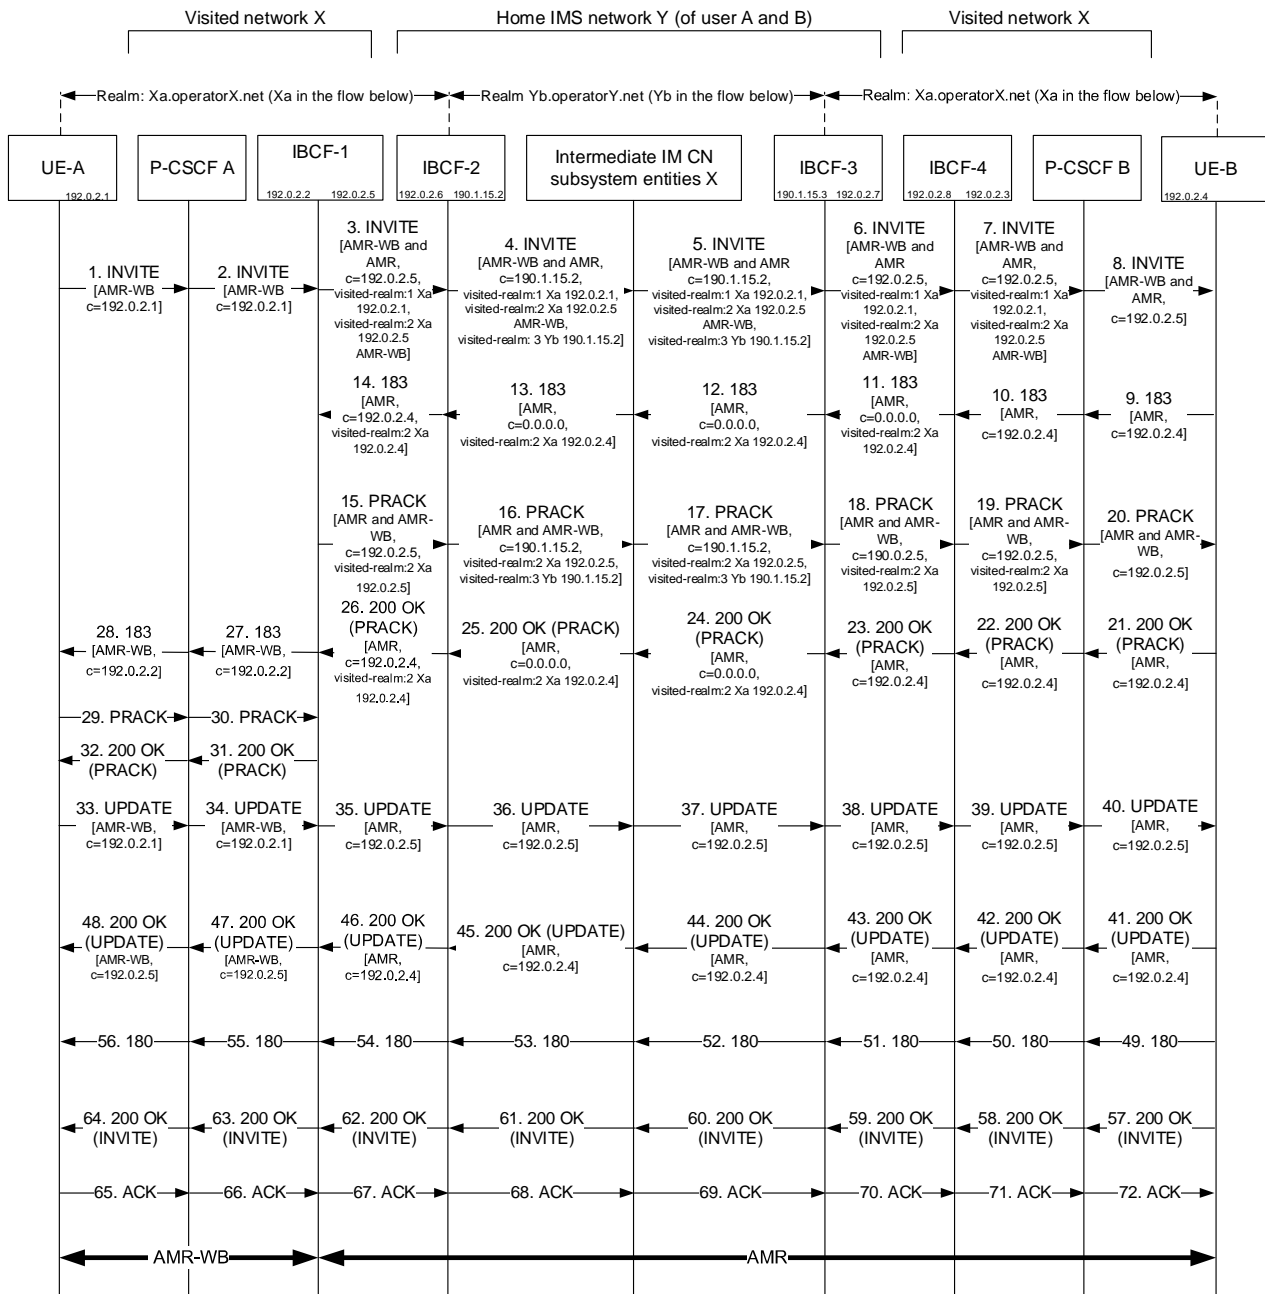 Visited network X
Home IMS network Y (of user A and B)
Visited network X
Realm: Xa.operatorX.net (Xa in the flow below)
Realm Yb.operatorY.net (Yb in the flow below)
Realm: Xa.operatorX.net (Xa in the flow below)
UE-A
192.0.2.1
P-CSCF A
IBCF-1
192.0.2.2 192.0.2.5
IBCF-2
192.0.2.6 190.1.15.2
Intermediate IM CN
subsystem entities X
IBCF-3
190.1.15.3 192.0.2.7
IBCF-4
192.0.2.8 192.0.2.3
P-CSCF B
UE-B
192.0.2.4
1. INVITE
[AMR-WB
c=192.0.2.1]
2. INVITE
[AMR-WB
c=192.0.2.1]
3. INVITE
[AMR-WB and
AMR,
c=192.0.2.5,
visited-realm:1 Xa
192.0.2.1,
visited-realm:2 Xa
192.0.2.5
AMR-WB]
4. INVITE
[AMR-WB and AMR,
c=190.1.15.2,
visited-realm:1 Xa 192.0.2.1,
visited-realm:2 Xa 192.0.2.5
AMR-WB,
visited-realm: 3 Yb 190.1.15.2]
5. INVITE
[AMR-WB and AMR
c=190.1.15.2,
visited-realm:1 Xa 192.0.2.1,
visited-realm:2 Xa 192.0.2.5
AMR-WB,
visited-realm:3 Yb 190.1.15.2]
6. INVITE
[AMR-WB and
AMR
c=192.0.2.5,
visited-realm:1 Xa
192.0.2.1,
visited-realm:2 Xa
192.0.2.5
AMR-WB]
7. INVITE
[AMR-WB and
AMR,
c=192.0.2.5,
visited-realm:1 Xa
192.0.2.1,
visited-realm:2 Xa
192.0.2.5
AMR-WB]
8. INVITE
[AMR-WB and
AMR,
c=192.0.2.5]
14. 183
[AMR,
c=192.0.2.4,
visited-realm:2 Xa
192.0.2.4]
13. 183
[AMR,
c=0.0.0.0,
visited-realm:2 Xa 192.0.2.4]
12. 183
[AMR,
c=0.0.0.0,
visited-realm:2 Xa 192.0.2.4]
11. 183
[AMR,
c=0.0.0.0,
visited-realm:2 Xa
192.0.2.4]
10. 183
[AMR,
c=192.0.2.4]
9. 183
[AMR,
c=192.0.2.4]
15. PRACK
[AMR and AMR-
WB,
c=192.0.2.5,
visited-realm:2 Xa
192.0.2.5]
16. PRACK
[AMR and AMR-WB,
c=190.1.15.2,
visited-realm:2 Xa 192.0.2.5,
visited-realm:3 Yb 190.1.15.2]
17. PRACK
[AMR and AMR-WB,
c=190.1.15.2,
visited-realm:2 Xa 192.0.2.5,
visited-realm:3 Yb 190.1.15.2]
18. PRACK
[AMR and AMR-
WB,
c=190.0.2.5,
visited-realm:2 Xa
192.0.2.5]
19. PRACK
[AMR and AMR-
WB,
c=192.0.2.5,
visited-realm:2 Xa
192.0.2.5]
20. PRACK
[AMR and AMR-
WB,
c=192.0.2.5]
28. 183
[AMR-WB,
c=192.0.2.2]
27. 183
[AMR-WB,
c=192.0.2.2]
26. 200 OK
(PRACK)
[AMR,
c=192.0.2.4,
visited-realm:2 Xa
192.0.2.4]
25. 200 OK (PRACK)
[AMR,
c=0.0.0.0,
visited-realm:2 Xa 192.0.2.4]
24. 200 OK
(PRACK)
[AMR,
c=0.0.0.0,
visited-realm:2 Xa 192.0.2.4]
23. 200 OK
(PRACK)
[AMR,
c=192.0.2.4]
22. 200 OK
(PRACK)
[AMR,
c=192.0.2.4]
21. 200 OK
(PRACK)
[AMR,
c=192.0.2.4]
29. PRACK
30. PRACK
32. 200 OK
(PRACK)
31. 200 OK
(PRACK)
33. UPDATE
[AMR-WB,
c=192.0.2.1]
34. UPDATE
[AMR-WB,
c=192.0.2.1]
35. UPDATE
[AMR,
c=192.0.2.5]
36. UPDATE
[AMR,
c=192.0.2.5]
37. UPDATE
[AMR,
c=192.0.2.5]
38. UPDATE
[AMR,
c=192.0.2.5]
39. UPDATE
[AMR,
c=192.0.2.5]
40. UPDATE
[AMR,
c=192.0.2.5]
48. 200 OK
(UPDATE)
[AMR-WB,
c=192.0.2.5]
47. 200 OK
(UPDATE)
[AMR-WB,
c=192.0.2.5]
46. 200 OK
(UPDATE)
[AMR,
c=192.0.2.4]
45. 200 OK (UPDATE)
[AMR,
c=192.0.2.4]
44. 200 OK
(UPDATE)
[AMR,
c=192.0.2.4]
43. 200 OK
(UPDATE)
[AMR,
c=192.0.2.4]
42. 200 OK
(UPDATE)
[AMR,
c=192.0.2.4]
41. 200 OK
(UPDATE)
[AMR,
c=192.0.2.4]
56. 180
55. 180
54. 180
53. 180
52. 180
51. 180
50. 180
49. 180
64. 200 OK
(INVITE)
63. 200 OK
(INVITE)
62. 200 OK
(INVITE)
61. 200 OK
(INVITE)
60. 200 OK
(INVITE)
59. 200 OK
(INVITE)
58. 200 OK
(INVITE)
57. 200 OK
(INVITE)
65. ACK
66. ACK
67. ACK
68. ACK
69. ACK
70. ACK
71. ACK
72. ACK
AMR-WB
AMR